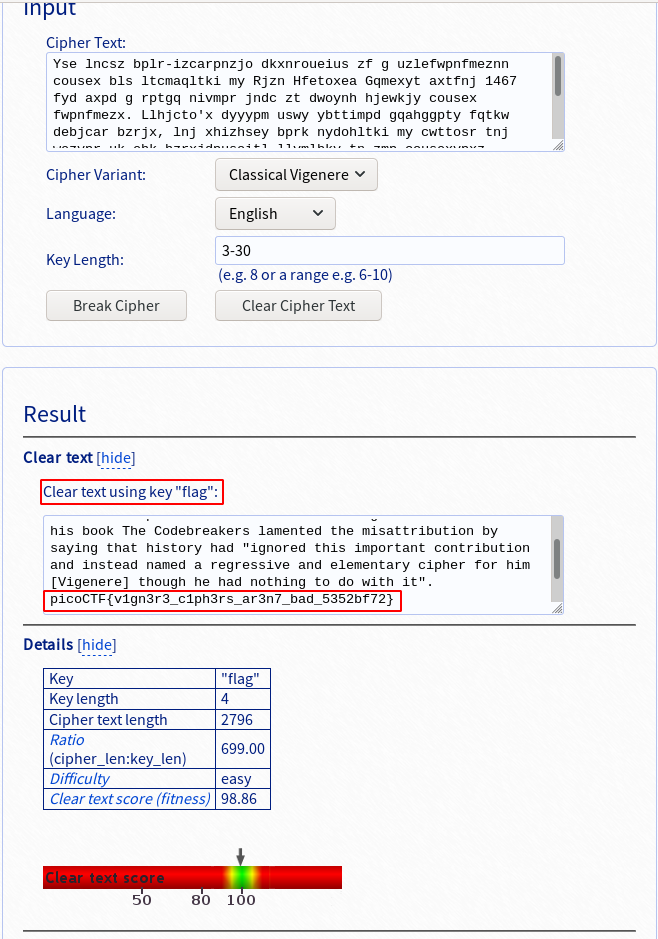 Input
Cipher Text:
Yse lncsz bplr-izcarpnzjo dkxnroueius zf g uzlefwpnfmeznn
cousex bls ltcmaqltki my Rjzn Hfetoxea Gqmexyt axtfnj 1467
fyd axpd g rptgq nivmpr jndc zt dwoynh hjewkjy cousex
fwpnfmezx. Llhjcto'x dyyypm uswy ybttimpd gqahggpty fqtkw
debjcar bzrjx, lnj xhizhsey bprk nydohltki my cwttosr tnj
Cipher Variant:
Classical Vigenere
Language:
English
Key Length:
3-30
(e.g. 8 or a range e.g. 6-10)
Break Cipher
Clear Cipher Text
Result
Clear text [hide]
Clear text using key "flag":
his book The Codebreakers lamented the misattribution by
saying that history had "ignored this important contribution
and instead named a regressive and elementary cipher for him
[Vigenere] though he had nothing to do with it".
picoCTF{v1gn3r3_c1ph3rs_ar3n7_bad_5352bf72}
Details [hide]
Key "flag"
Key length 4
Cipher text length 2796
Ratio 699.00
(cipher_len:key_len)
Difficulty easy
Clear text score (fitness) 98.86
Clear text score
50 80 100